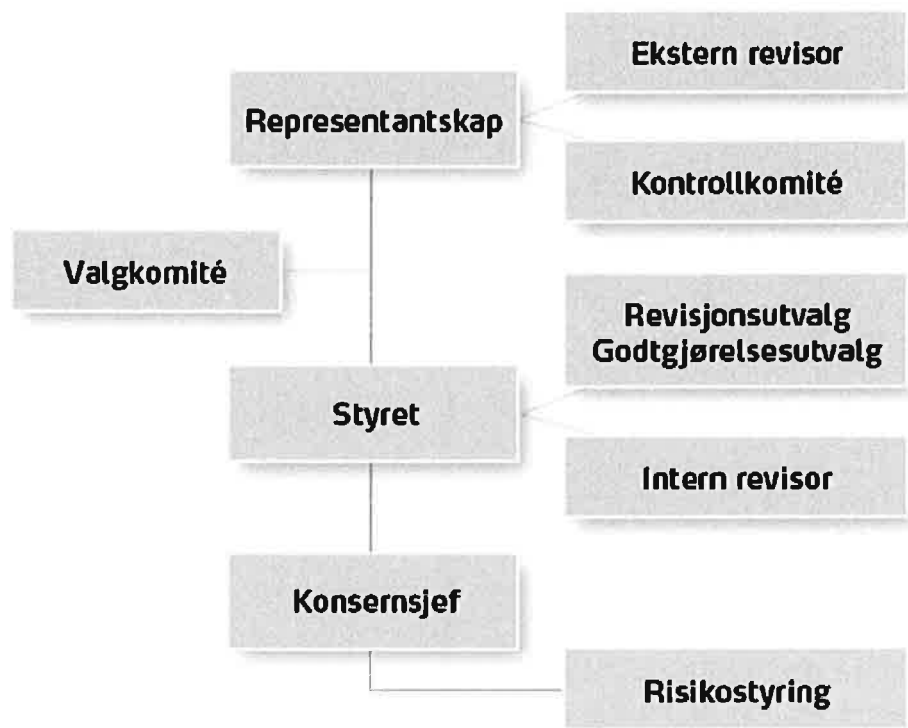 Ekstern revisor
Representantskap
Kontrollkomité
Valgkomité
Revisjonsutvalg
Godtgjørelsesutvalg
Styret
Intern revisor
Konsernsjef
Risikostyring